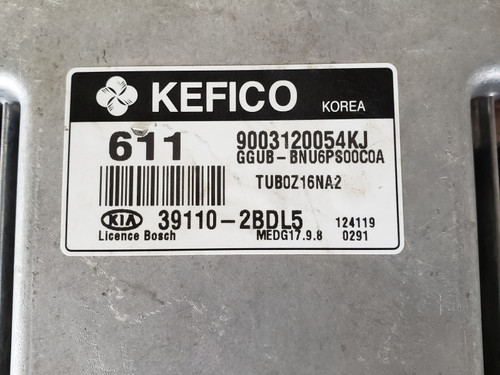 KEFICO KOREA
611 9003120054KJ
GGUB-BNU6PS00C0A
TUB0Z16NA2
KIA 39110-2BDL5 124119
Licence Bosch MEDG17.9.8 0291